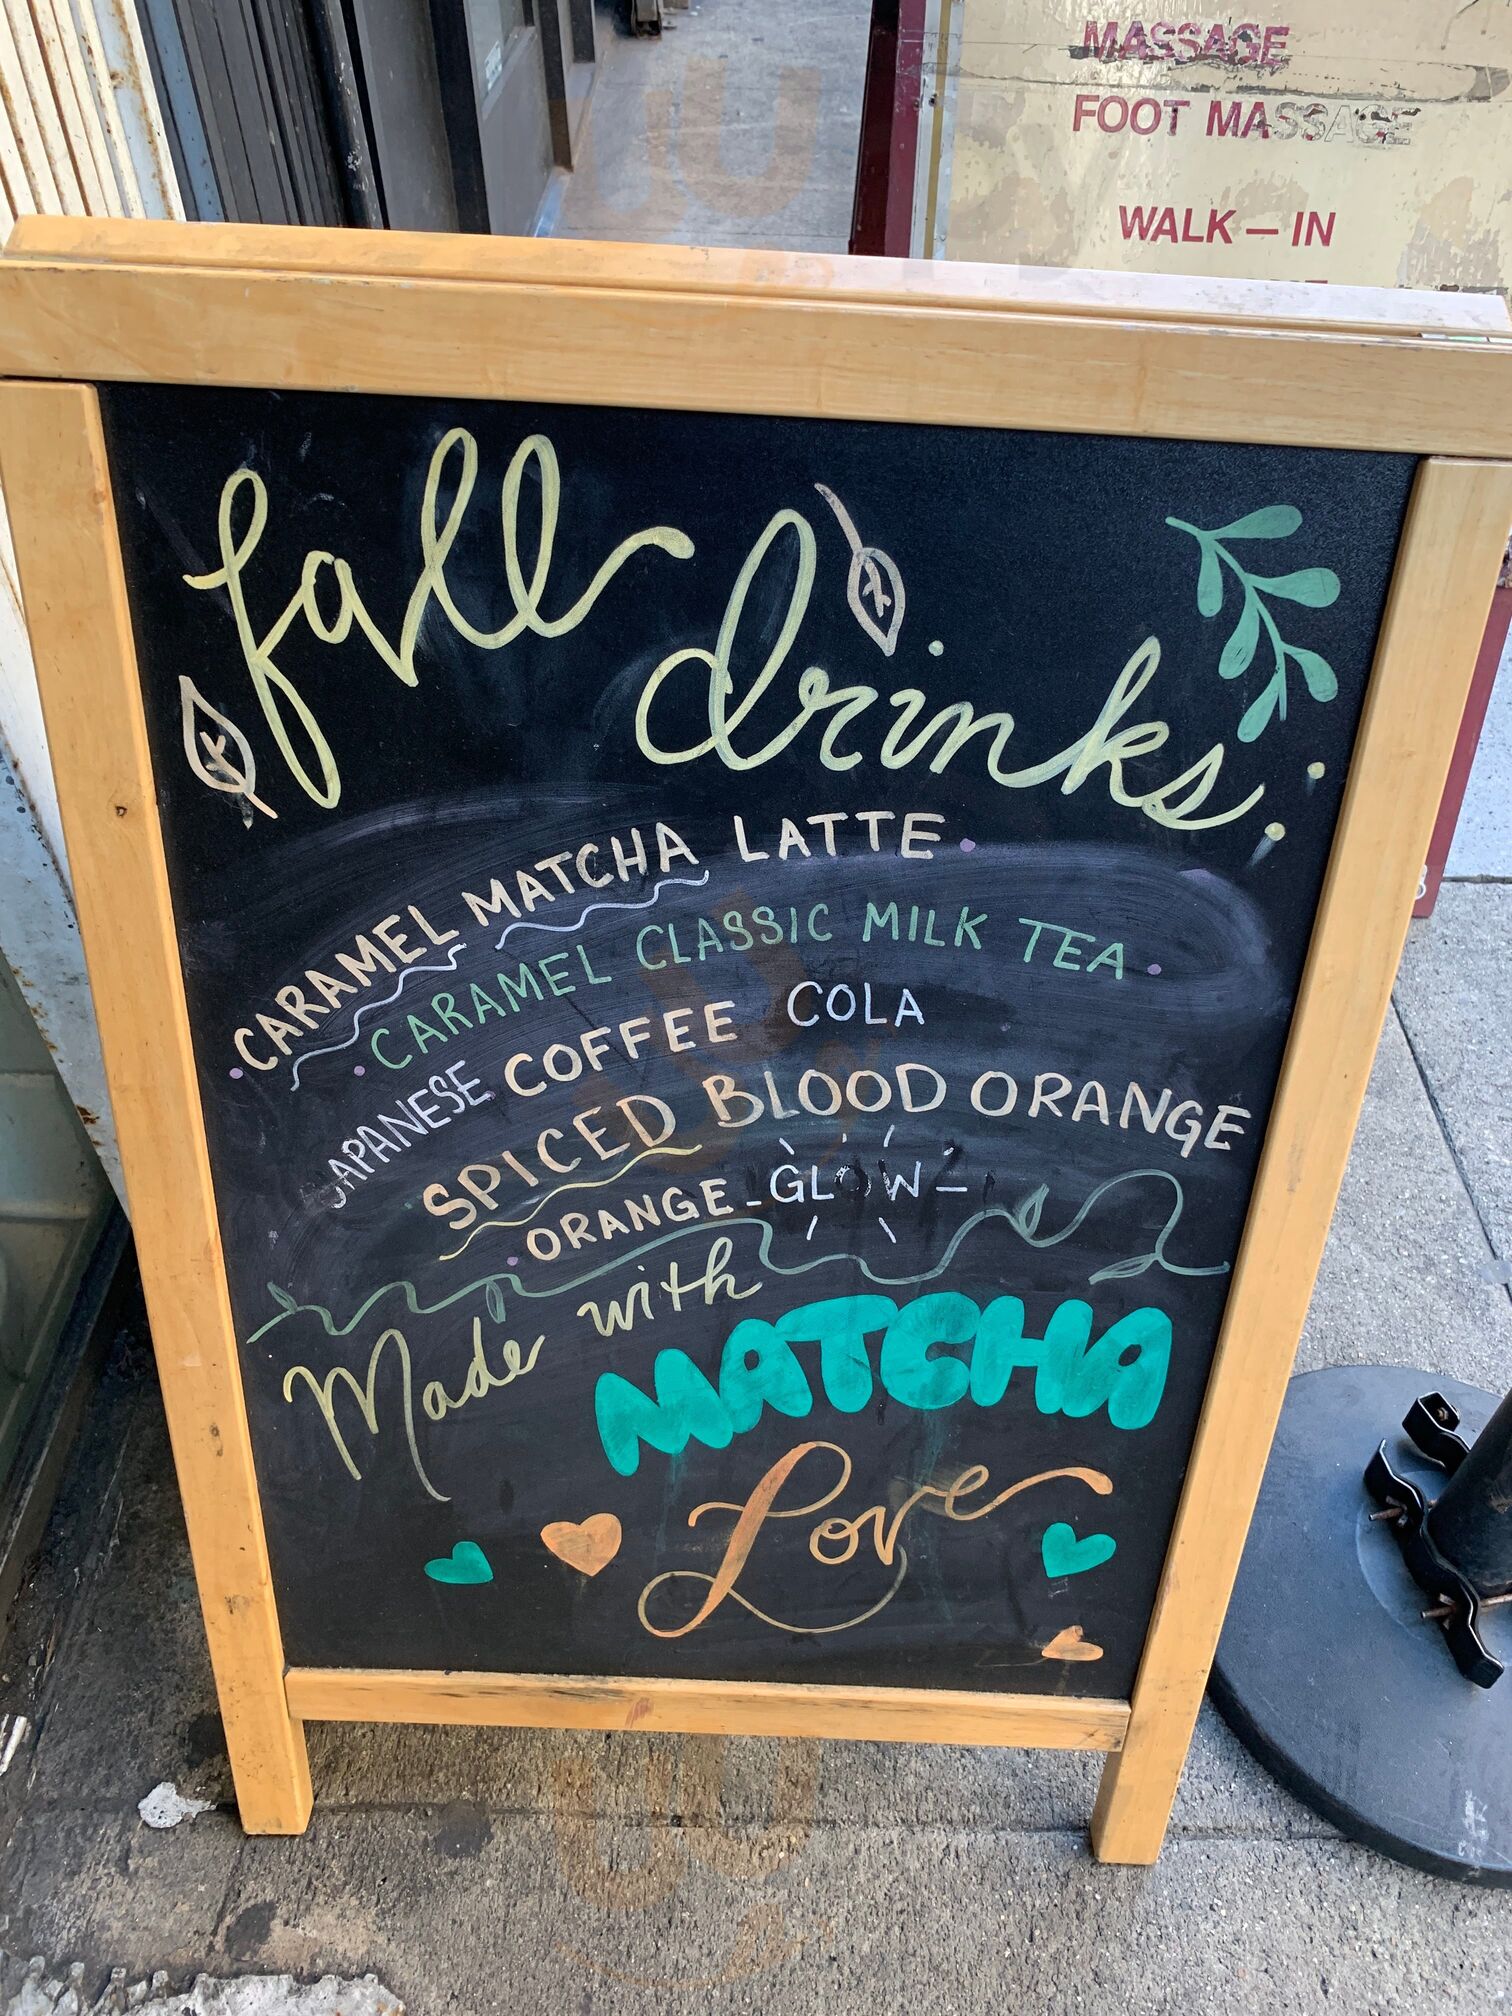 MASSAGE
FOOT MASSAGE
WALK — IN
fall
drinks
CARAMEL MATCHA LATTE
CARAMEL CLASSIC MILK TEA
JAPANESE COFFEE COLA
SPICED BLOOD ORANGE
ORANGE - GLOW -
Made with
MATCHA
Love